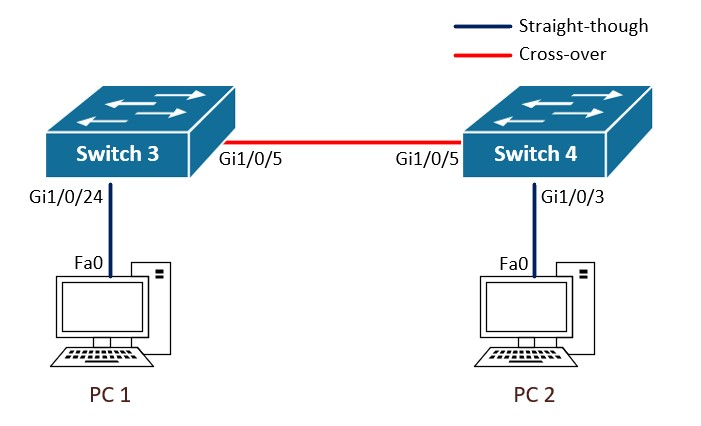 Straight-though
Cross-over
Switch 3
Switch 4
Gi1/0/5
Gi1/0/5
Gi1/0/24
Gi1/0/3
Fa0
Fa0
PC 1
PC 2